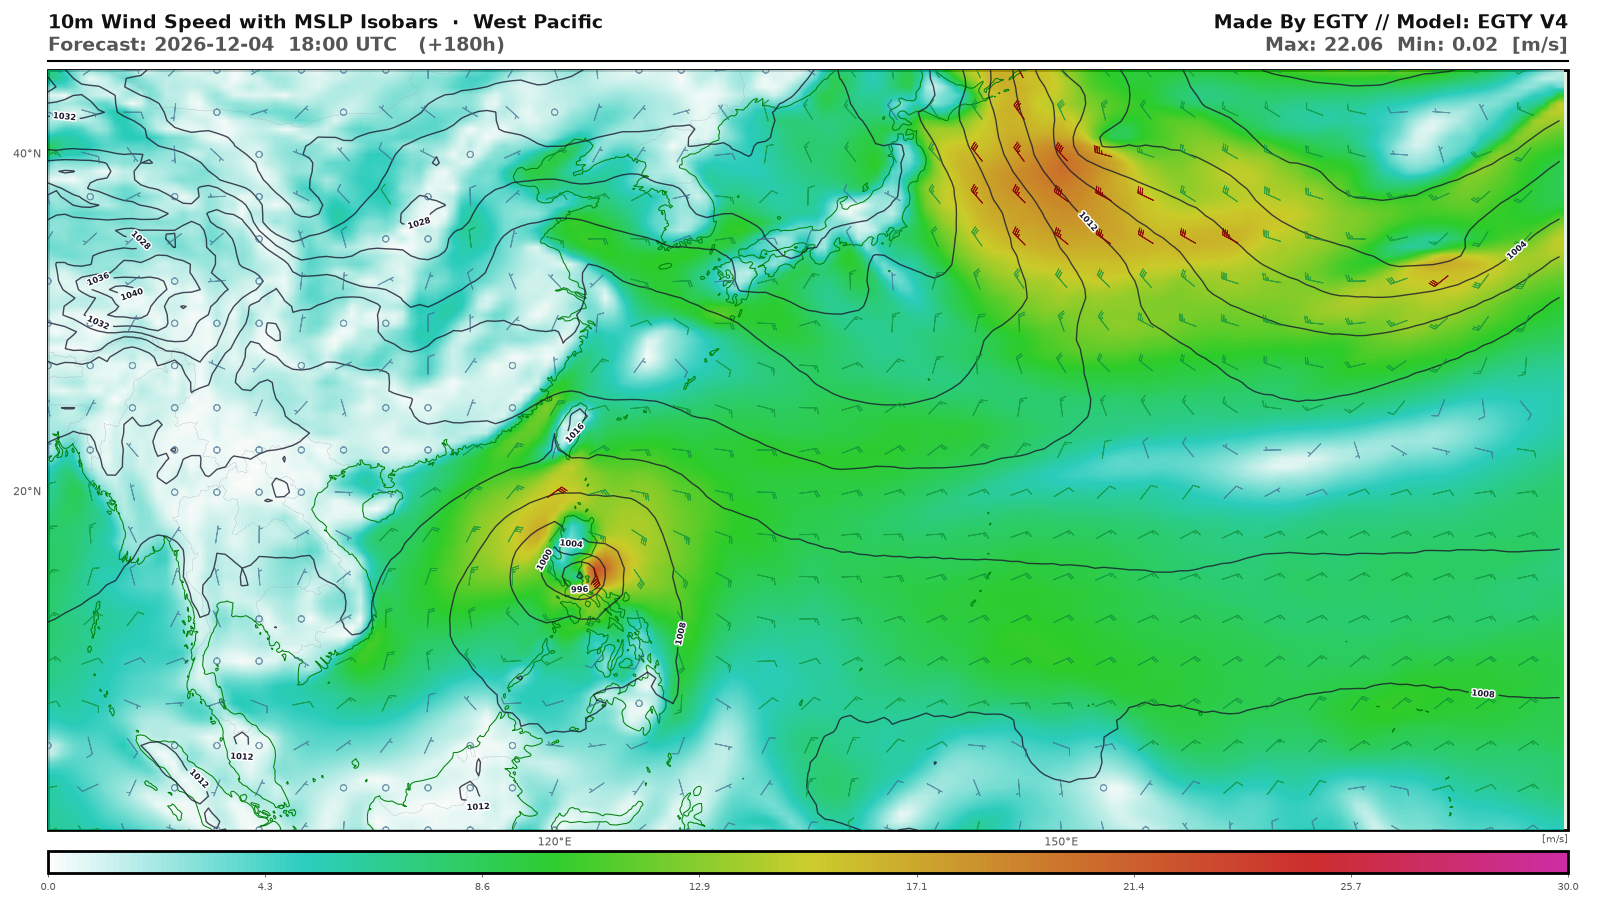 10m Wind Speed with MSLP Isobars · West Pacific
Made By EGTY // Model: EGTY V4
Forecast: 2026-12-04 18:00 UTC (+180h)
Max: 22.06 Min: 0.02 [m/s]
1032
40°N
1028
1012
1028
1004
1036
1040
1032
1016
20°N
1004
1000
996
1008
1008
1012
1012
1012
120°E
150°E
[m/s]
0.0
4.3
8.6
12.9
17.1
21.4
25.7
30.0